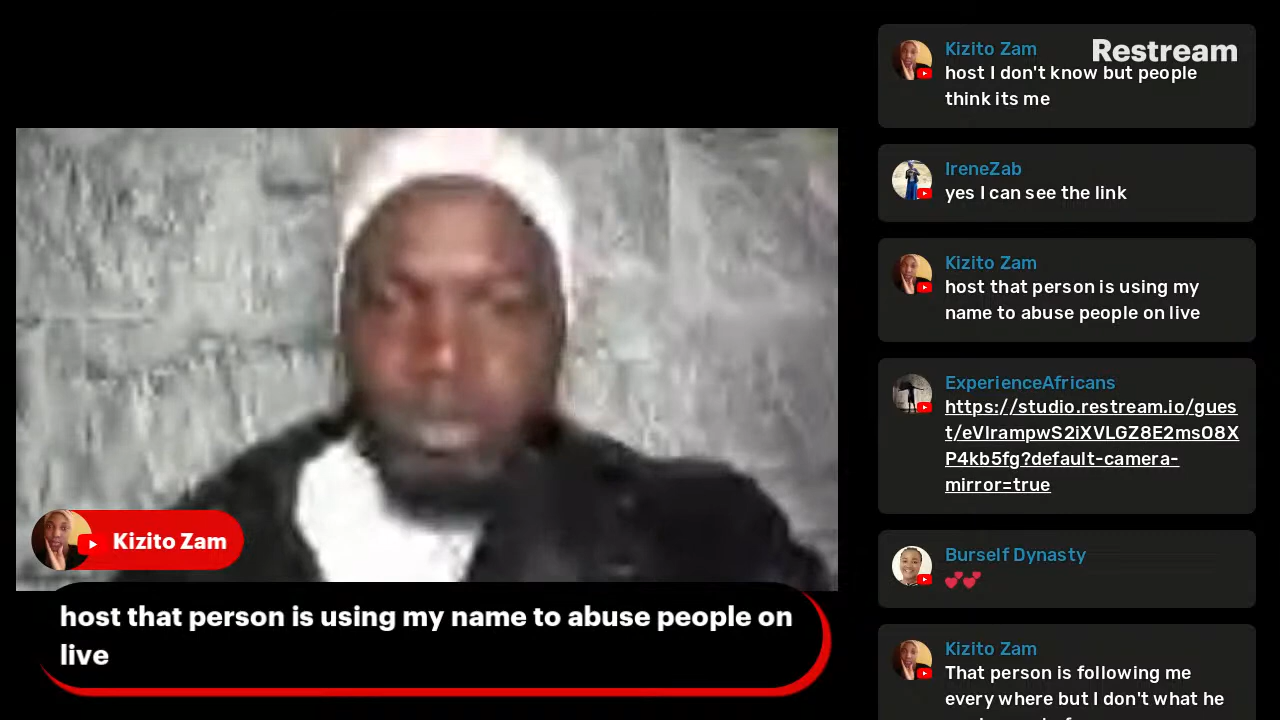 Kizito Zam
host that person is using my name to abuse people on
live
Restream
Kizito Zam
host I don't know but people
think its me
IreneZab
yes I can see the link
Kizito Zam
host that person is using my
name to abuse people on live
ExperienceAfricans
https://studio.restream.io/gues
t/eVIrampwS2iXVLGZ8E2msO8X
P4kb5fg?default-camera-
mirror=true
Burself Dynasty
💕💕
Kizito Zam
That person is following me
every where but I don't what he